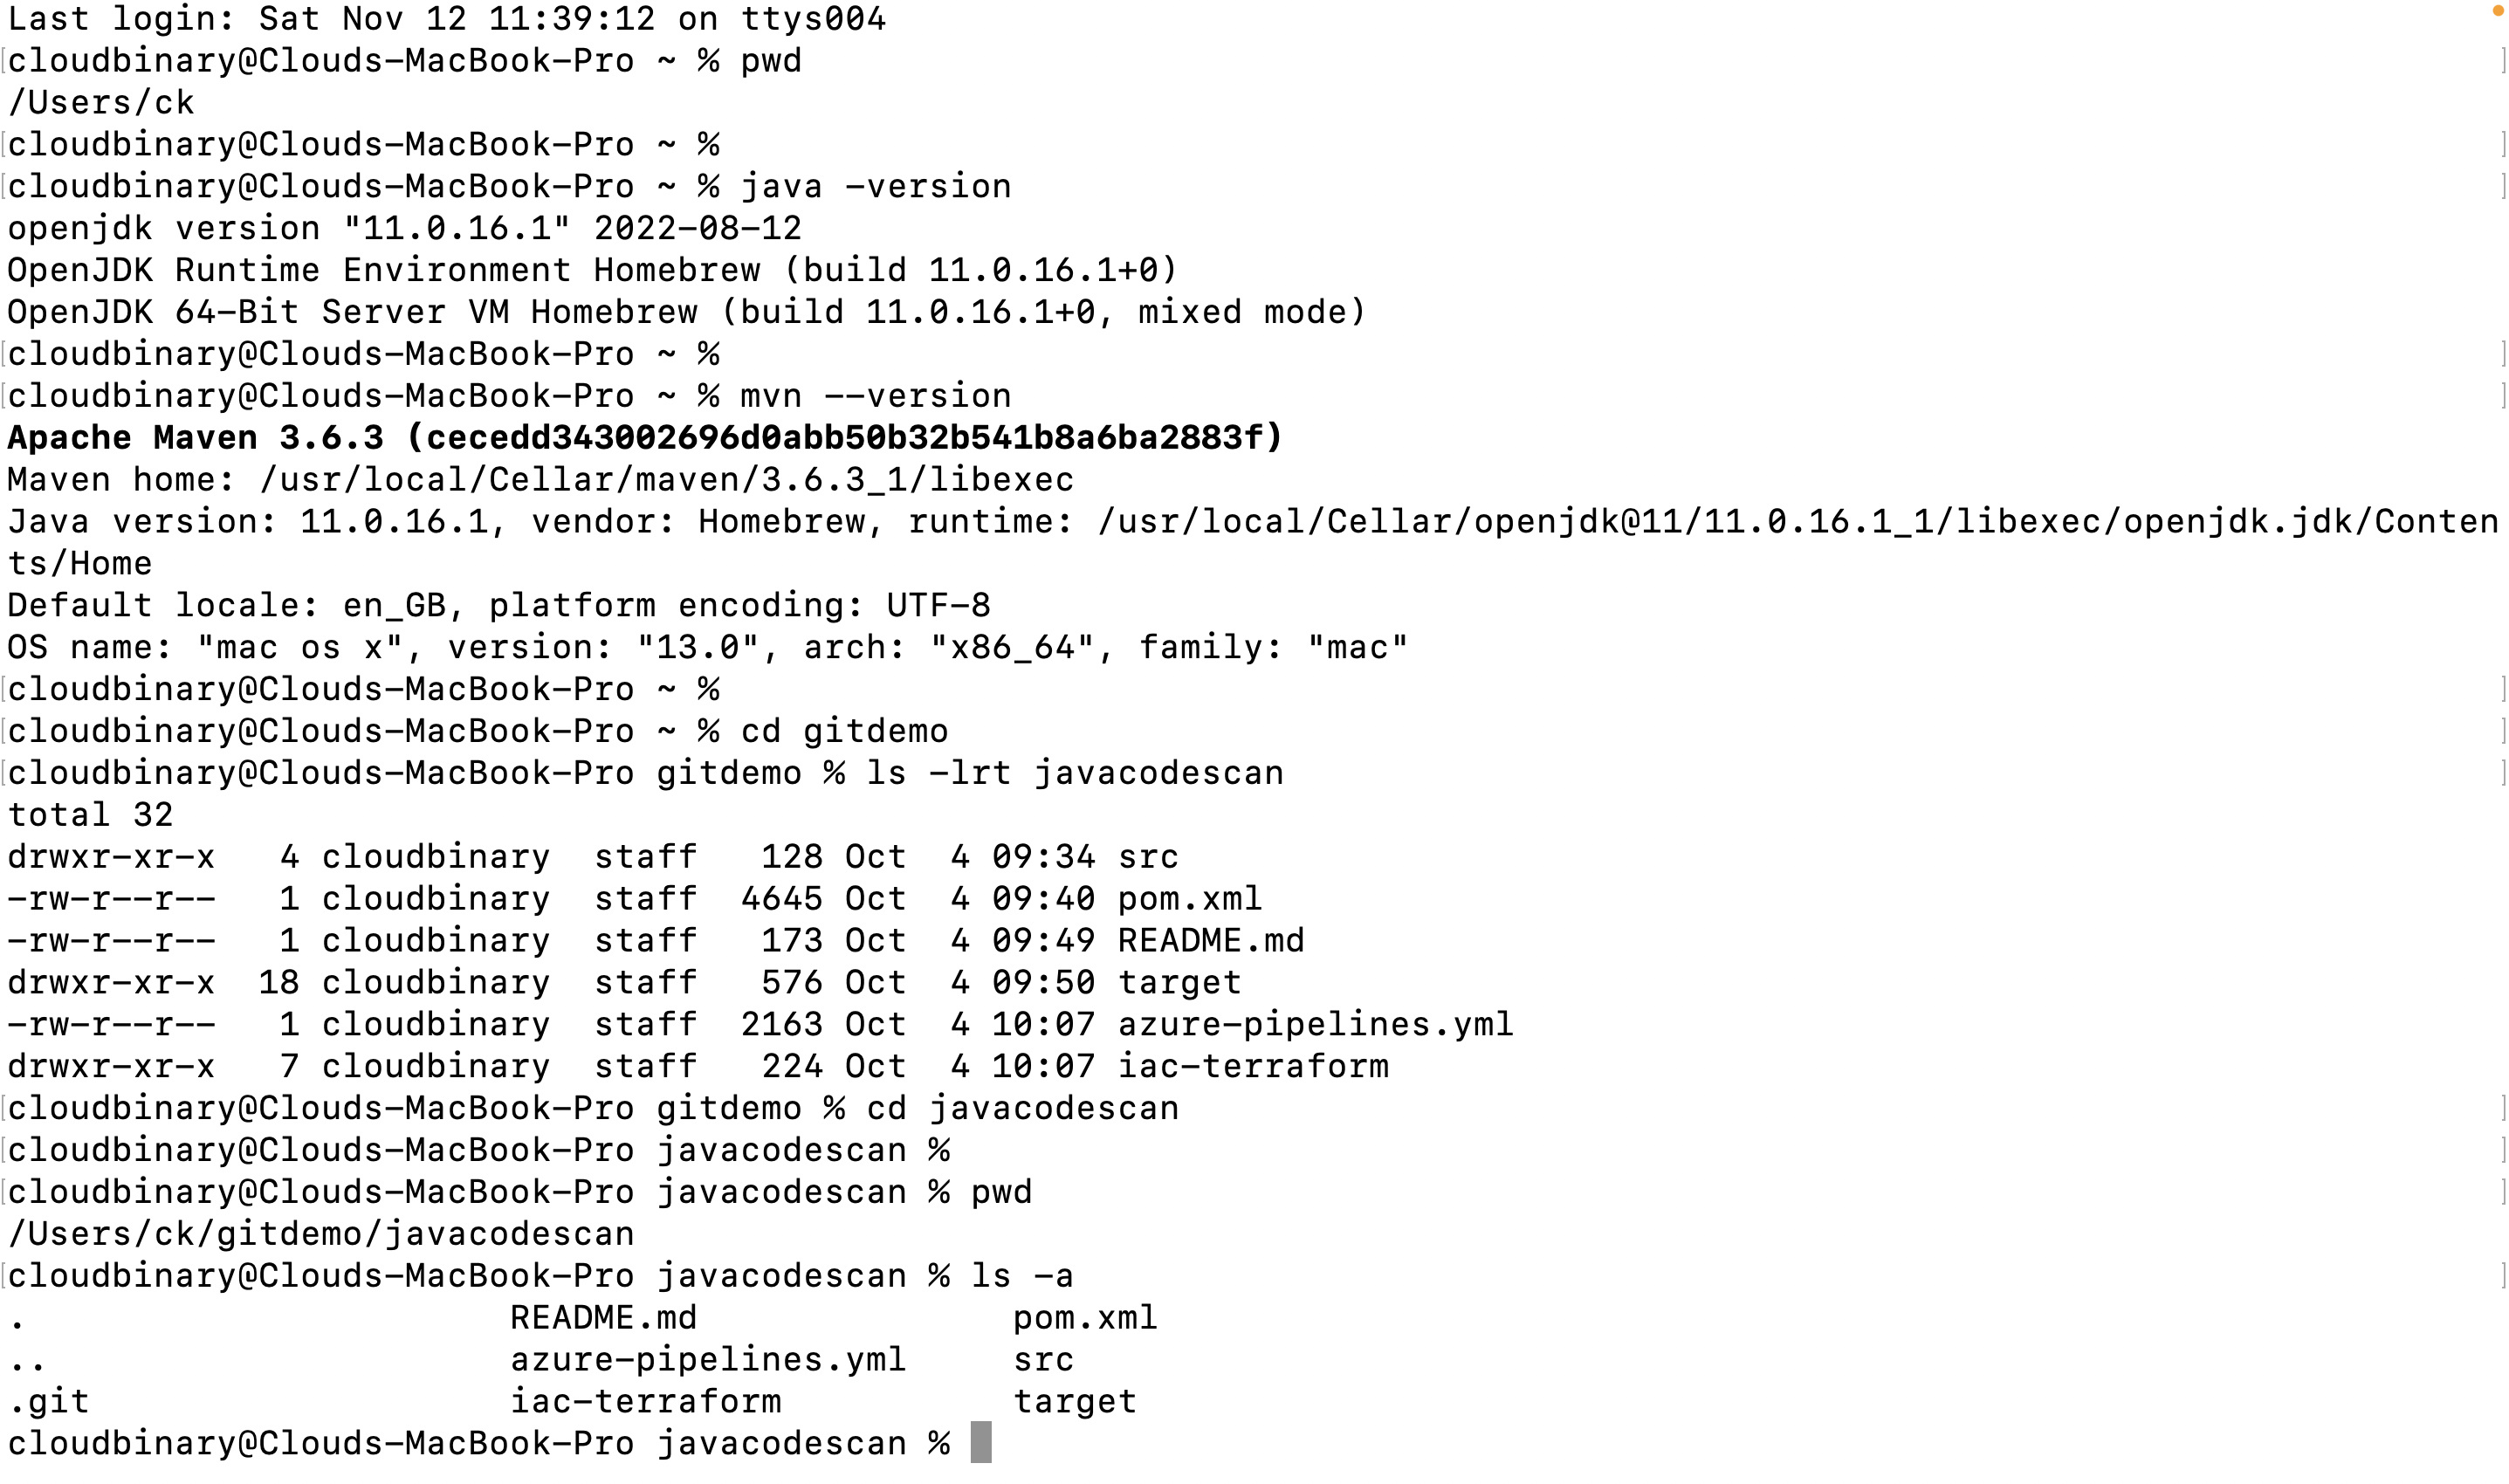 Last login: Sat Nov 12 11:39:12 on ttys004
cloudbinary@Clouds-MacBook-Pro ~ % pwd
/Users/ck
cloudbinary@Clouds-MacBook-Pro ~ %
cloudbinary@Clouds-MacBook-Pro ~ % java -version
openjdk version "11.0.16.1" 2022-08-12
OpenJDK Runtime Environment Homebrew (build 11.0.16.1+0)
OpenJDK 64-Bit Server VM Homebrew (build 11.0.16.1+0, mixed mode)
cloudbinary@Clouds-MacBook-Pro ~ %
cloudbinary@Clouds-MacBook-Pro ~ % mvn --version
Apache Maven 3.6.3 (cecedd343002696d0abb50b32b541b8a6ba2883f)
Maven home: /usr/local/Cellar/maven/3.6.3_1/libexec
Java version: 11.0.16.1, vendor: Homebrew, runtime: /usr/local/Cellar/openjdk@11/11.0.16.1_1/libexec/openjdk.jdk/Conten
ts/Home
Default locale: en_GB, platform encoding: UTF-8
OS name: "mac os x", version: "13.0", arch: "x86_64", family: "mac"
cloudbinary@Clouds-MacBook-Pro ~ %
cloudbinary@Clouds-MacBook-Pro ~ % cd gitdemo
cloudbinary@Clouds-MacBook-Pro gitdemo % ls -lrt javacodescan
total 32
drwxr-xr-x   4 cloudbinary  staff   128 Oct  4 09:34 src
-rw-r--r--   1 cloudbinary  staff  4645 Oct  4 09:40 pom.xml
-rw-r--r--   1 cloudbinary  staff   173 Oct  4 09:49 README.md
drwxr-xr-x  18 cloudbinary  staff   576 Oct  4 09:50 target
-rw-r--r--   1 cloudbinary  staff  2163 Oct  4 10:07 azure-pipelines.yml
drwxr-xr-x   7 cloudbinary  staff   224 Oct  4 10:07 iac-terraform
cloudbinary@Clouds-MacBook-Pro gitdemo % cd javacodescan
cloudbinary@Clouds-MacBook-Pro javacodescan %
cloudbinary@Clouds-MacBook-Pro javacodescan % pwd
/Users/ck/gitdemo/javacodescan
cloudbinary@Clouds-MacBook-Pro javacodescan % ls -a
.                       README.md               pom.xml
..                      azure-pipelines.yml     src
.git                    iac-terraform           target
cloudbinary@Clouds-MacBook-Pro javacodescan %